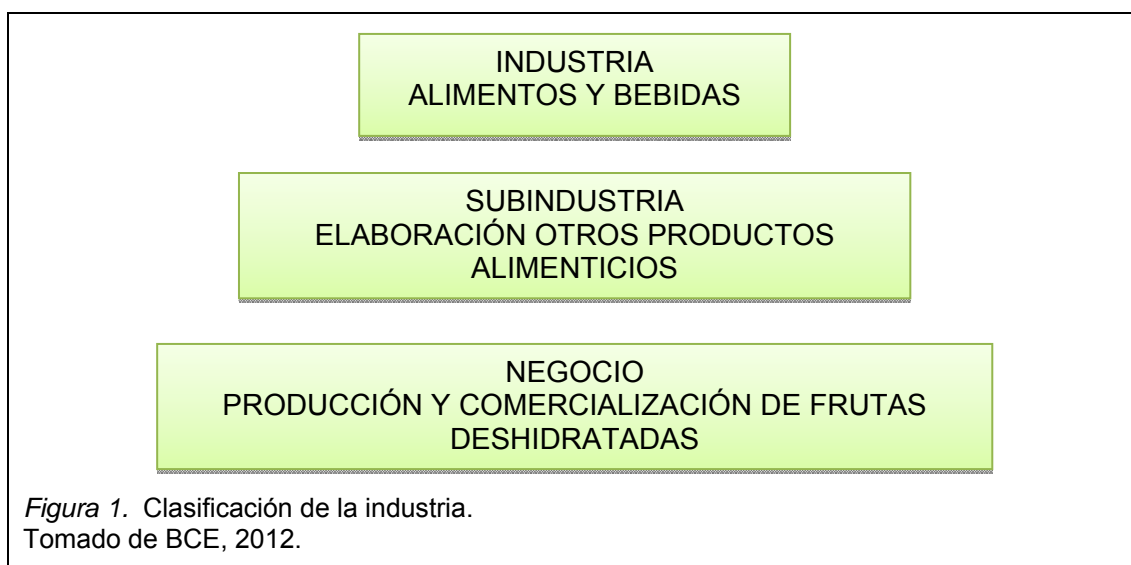 INDUSTRIA
ALIMENTOS Y BEBIDAS
SUBINDUSTRIA
ELABORACIÓN OTROS PRODUCTOS
ALIMENTICIOS
NEGOCIO
PRODUCCIÓN Y COMERCIALIZACIÓN DE FRUTAS
DESHIDRATADAS
Figura 1. Clasificación de la industria.
Tomado de BCE, 2012.